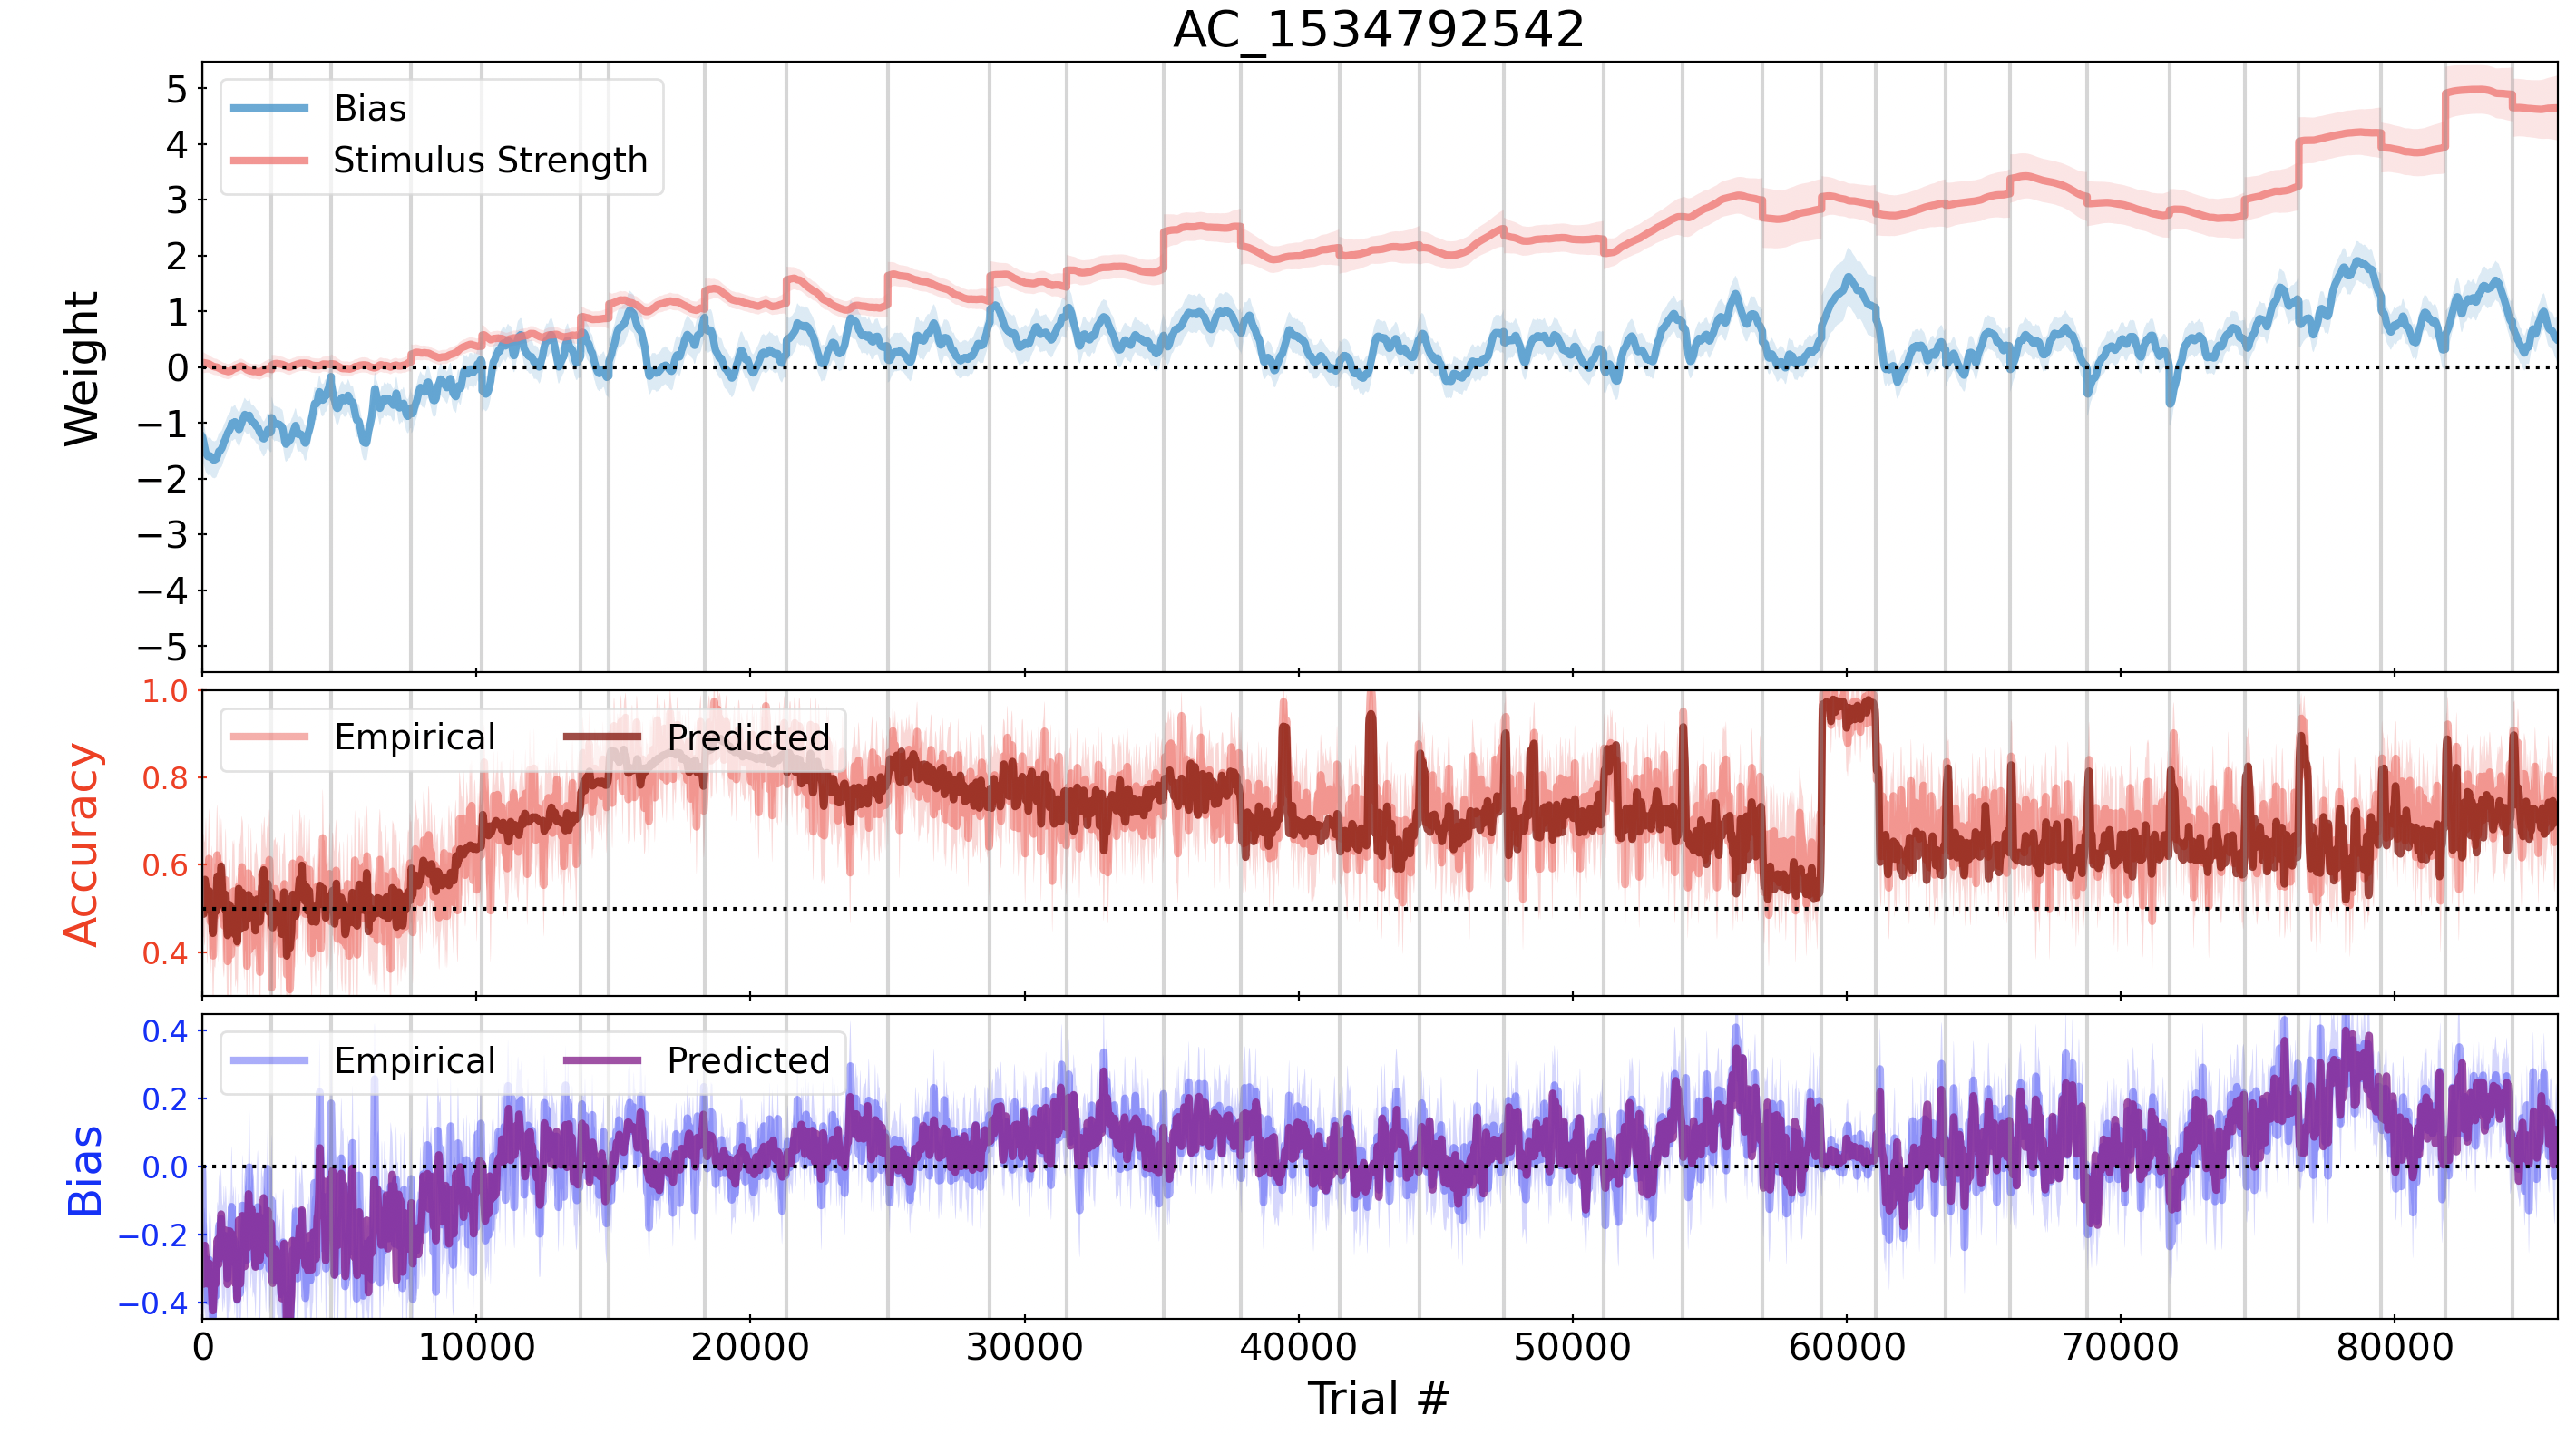 AC_1534792542
Bias
Stimulus Strength
Weight
5
4
3
2
1
0
−1
−2
−3
−4
−5
Empirical Predicted
Accuracy
1.0
0.8
0.6
0.4
Empirical Predicted
Bias
0.4
0.2
0.0
−0.2
−0.4
0 10000 20000 30000 40000 50000 60000 70000 80000
Trial #